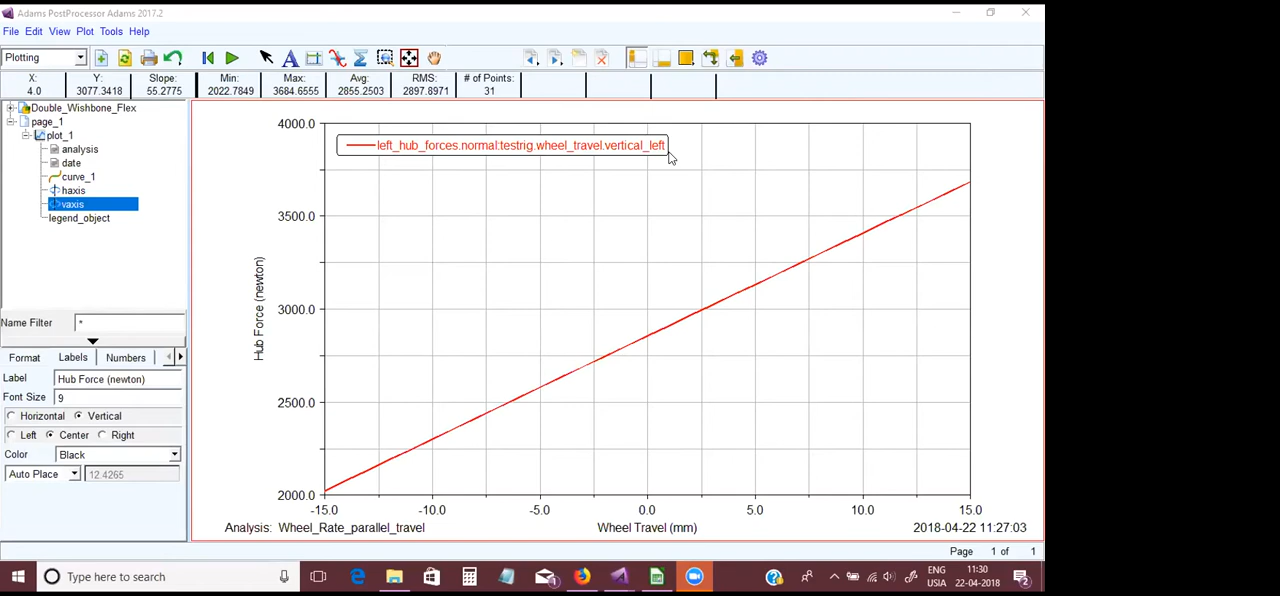 Adams PostProcessor Adams 2017.2
File Edit View Plot Tools Help
Plotting
X: Y: Slope: Min: Max: Avg: RMS: # of Points:
4.0 3077.3418 55.2775 2022.7849 3684.6555 2855.2503 2897.8971 31
Double_Wishbone_Flex
page_1
plot_1
analysis
date
curve_1
haxis
vaxis
legend_object
Name Filter *
Format Labels Numbers
Label Hub Force (newton)
Font Size 9
Horizontal Vertical
Left Center Right
Color Black
Auto Place 12.4265
left_hub_forces.normal:testrig.wheel_travel.vertical_left
4000.0
3500.0
3000.0
2500.0
2000.0
Hub Force (newton)
-15.0 -10.0 -5.0 0.0 5.0 10.0 15.0
Analysis: Wheel_Rate_parallel_travel Wheel Travel (mm) 2018-04-22 11:27:03
Page 1 of 1
Type here to search
ENG
USIA
11:30
22-04-2018
1
2